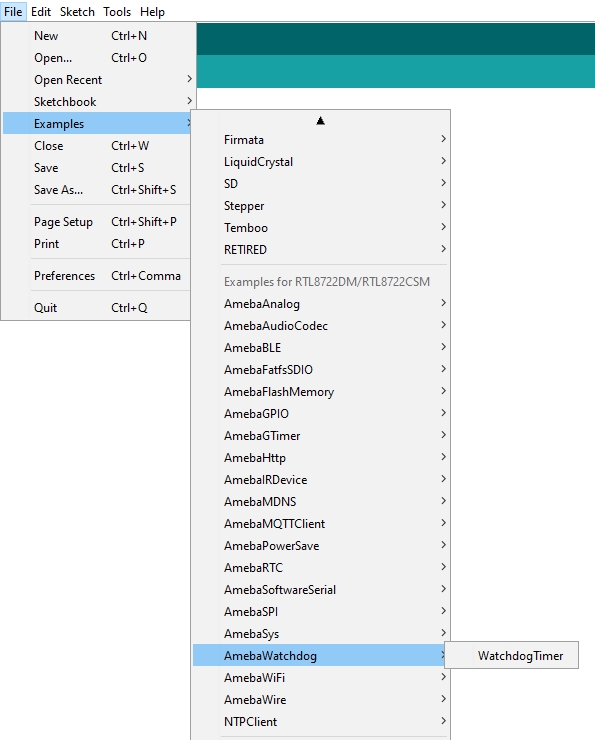 File Edit Sketch Tools Help
New Ctrl+N
Open... Ctrl+O
Open Recent
Sketchbook
Examples
Close Ctrl+W
Save Ctrl+S
Save As... Ctrl+Shift+S
Page Setup Ctrl+Shift+P
Print Ctrl+P
Preferences Ctrl+Comma
Quit Ctrl+Q
Firmata
LiquidCrystal
SD
Stepper
Temboo
RETIRED
Examples for RTL8722DM/RTL8722CSM
AmebaAnalog
AmebaAudioCodec
AmebaBLE
AmebaFatfsSDIO
AmebaFlashMemory
AmebaGPIO
AmebaGTimer
AmebaHttp
AmebaIRDevice
AmebaMDNS
AmebaMQTTClient
AmebaPowerSave
AmebaRTC
AmebaSoftwareSerial
AmebaSPI
AmebaSys
AmebaWatchdog
WatchdogTimer
AmebaWiFi
AmebaWire
NTPClient